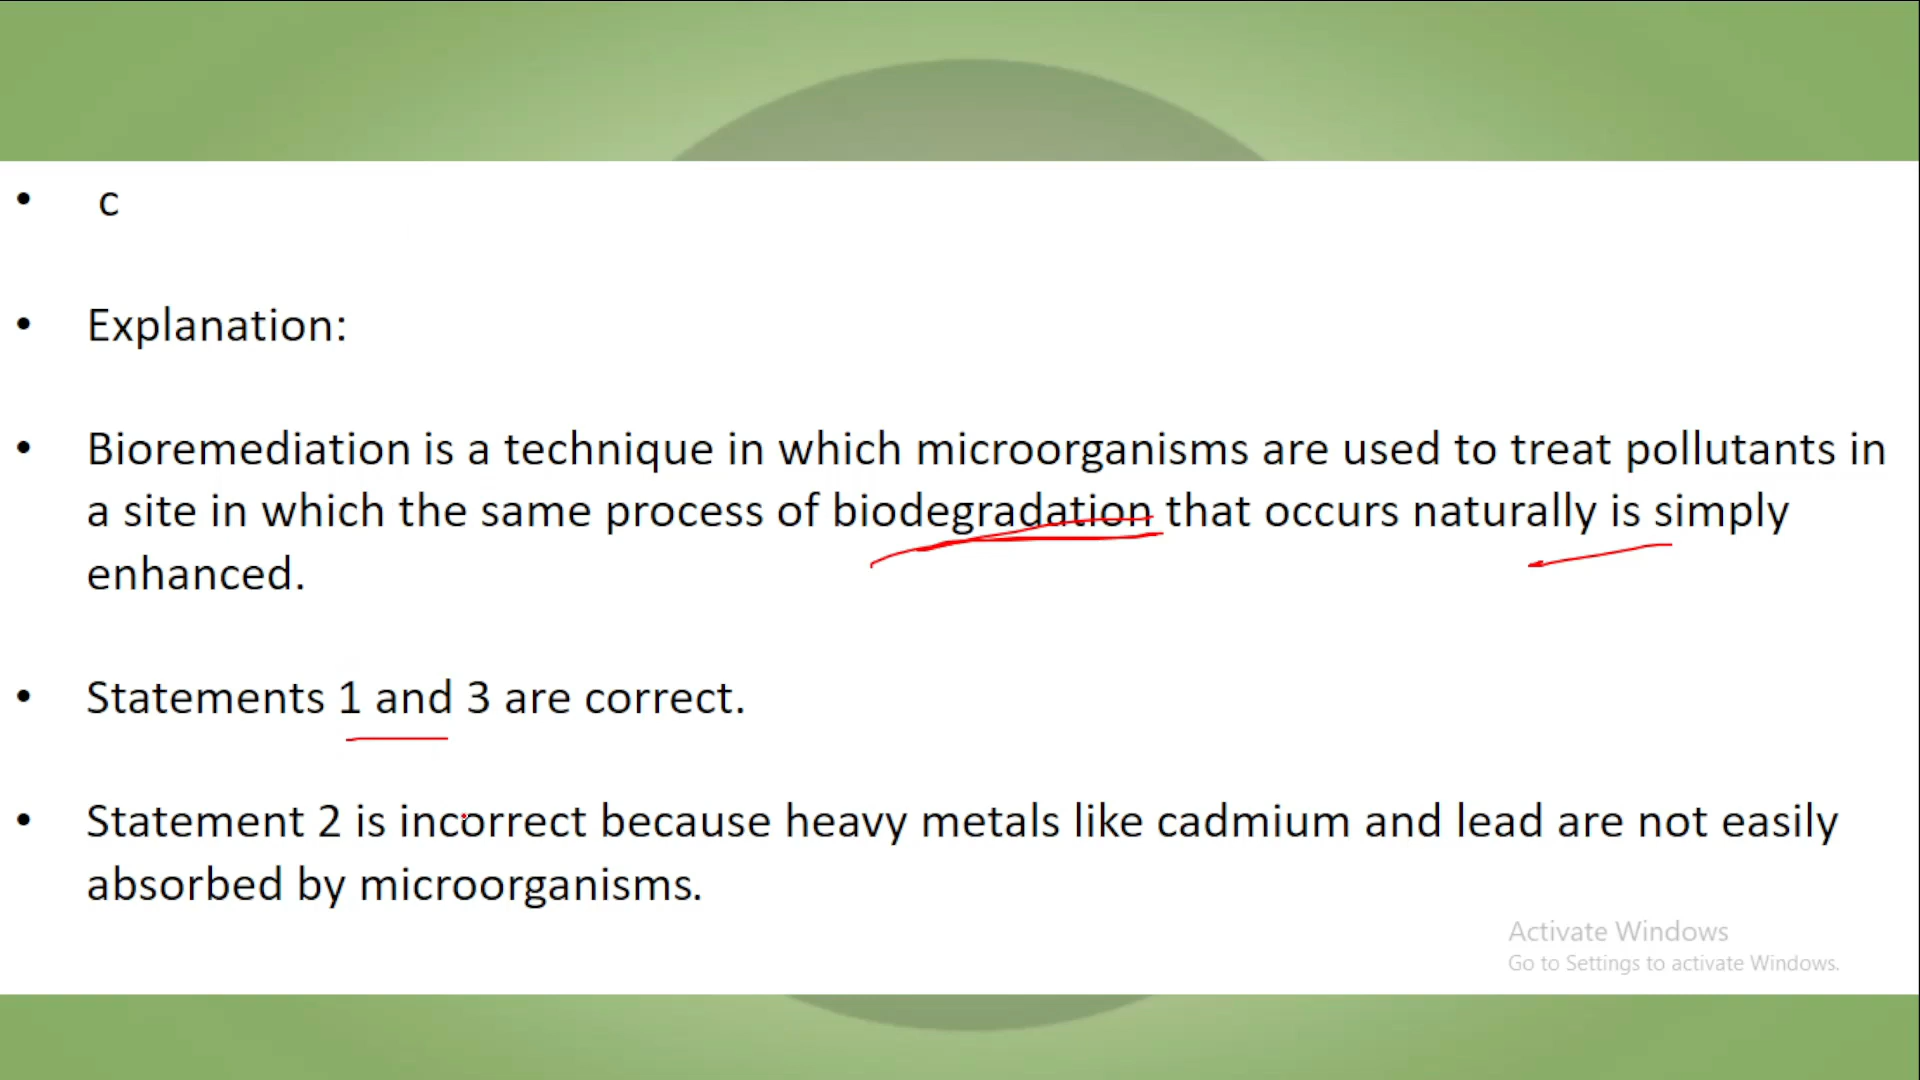 • c
• Explanation:
• Bioremediation is a technique in which microorganisms are used to treat pollutants in
a site in which the same process of biodegradation that occurs naturally is simply
enhanced.
• Statements 1 and 3 are correct.
• Statement 2 is incorrect because heavy metals like cadmium and lead are not easily
absorbed by microorganisms.
Activate Windows
Go to Settings to activate Windows.